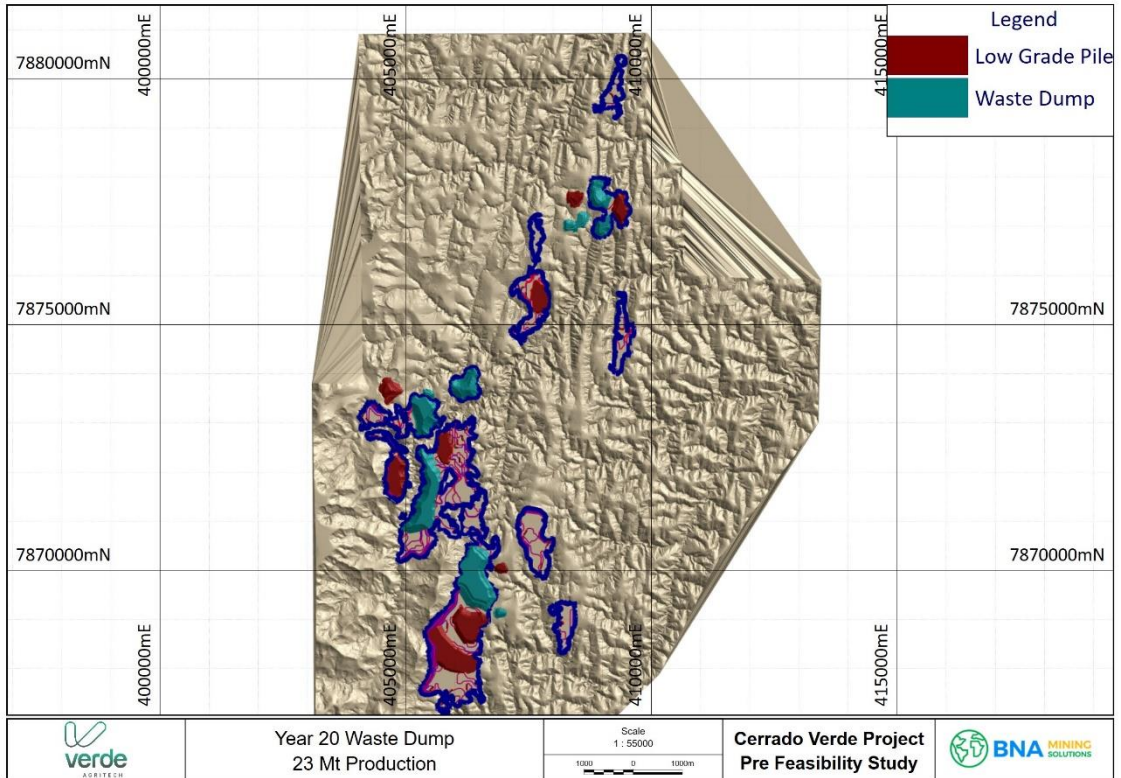 Legend
Low Grade Pile
Waste Dump
400000mE
405000mE
410000mE
415000mE
7880000mN
7880000mN
7875000mN
7875000mN
7870000mN
7870000mN
400000mE
405000mE
410000mE
415000mE
verde
AGRITECH
Year 20 Waste Dump
23 Mt Production
Scale
1 : 55000
1000 0 1000m
Cerrado Verde Project
Pre Feasibility Study
BNA MINING SOLUTIONS